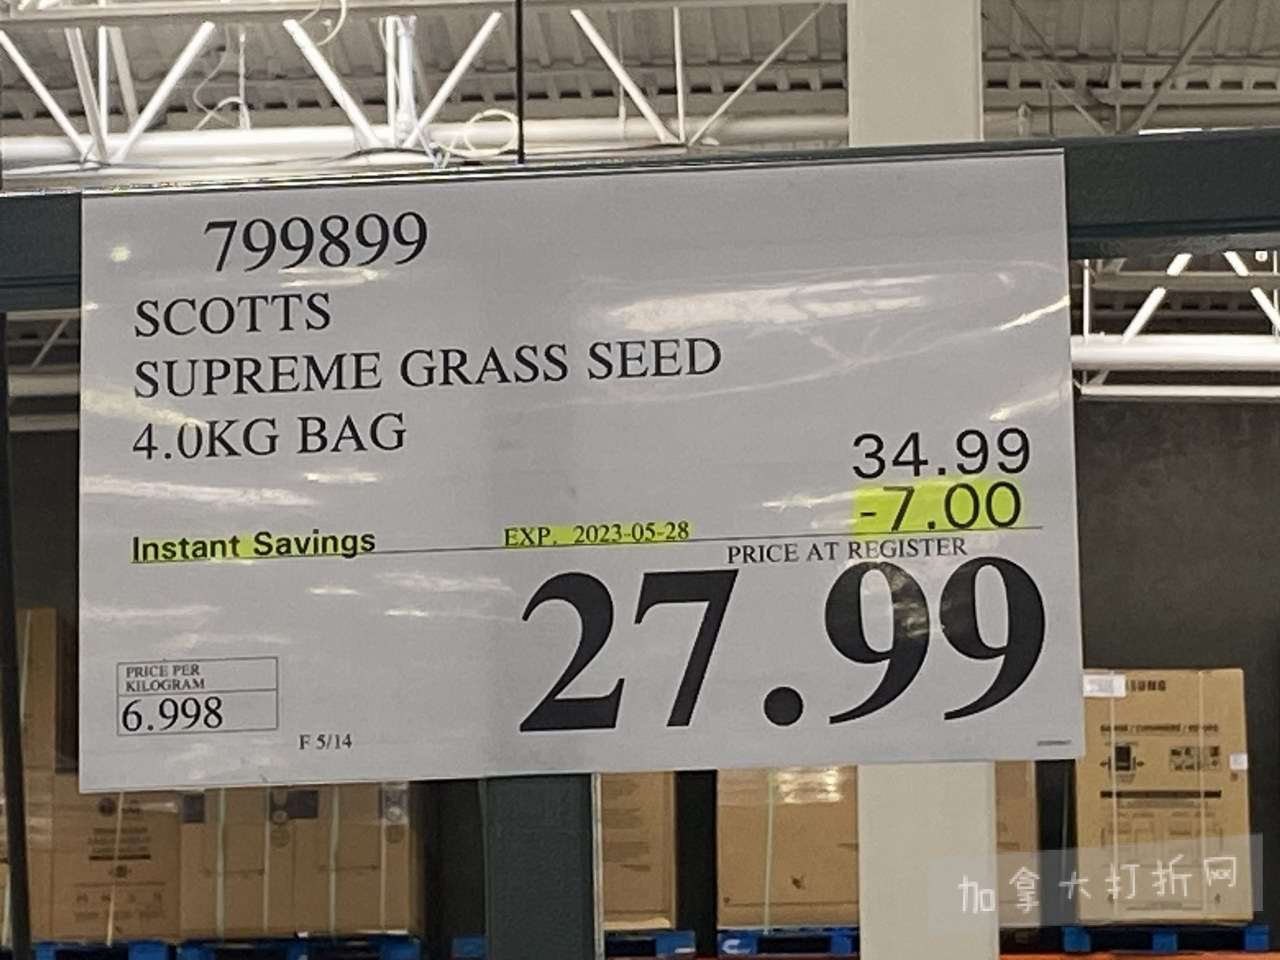 799899
SCOTTS
SUPREME GRASS SEED
4.0KG BAG
34.99
-7.00
Instant Savings EXP. 2023-05-28
PRICE AT REGISTER
27.99
PRICE PER
KILOGRAM
6.998
F 5/14
加拿大打折网